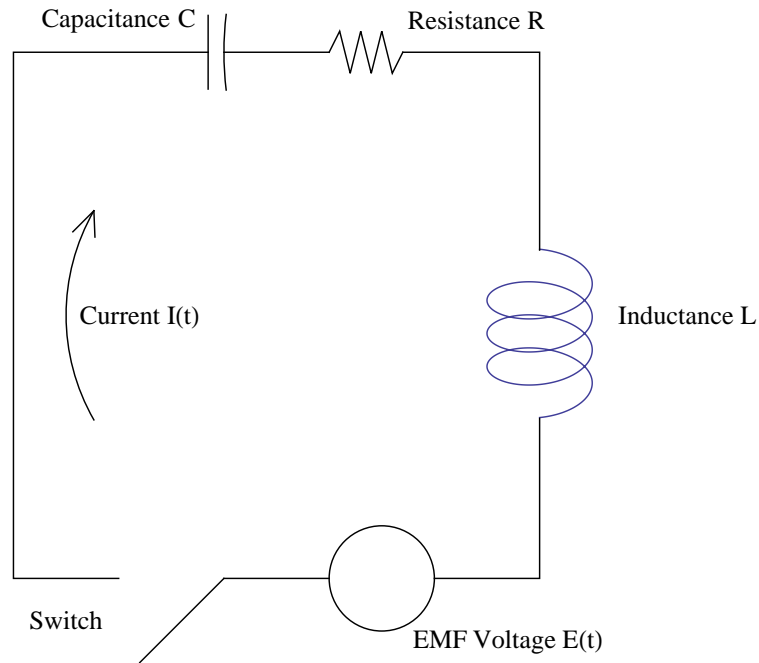 Capacitance C
Resistance R
Current I(t)
Inductance L
Switch
EMF Voltage E(t)